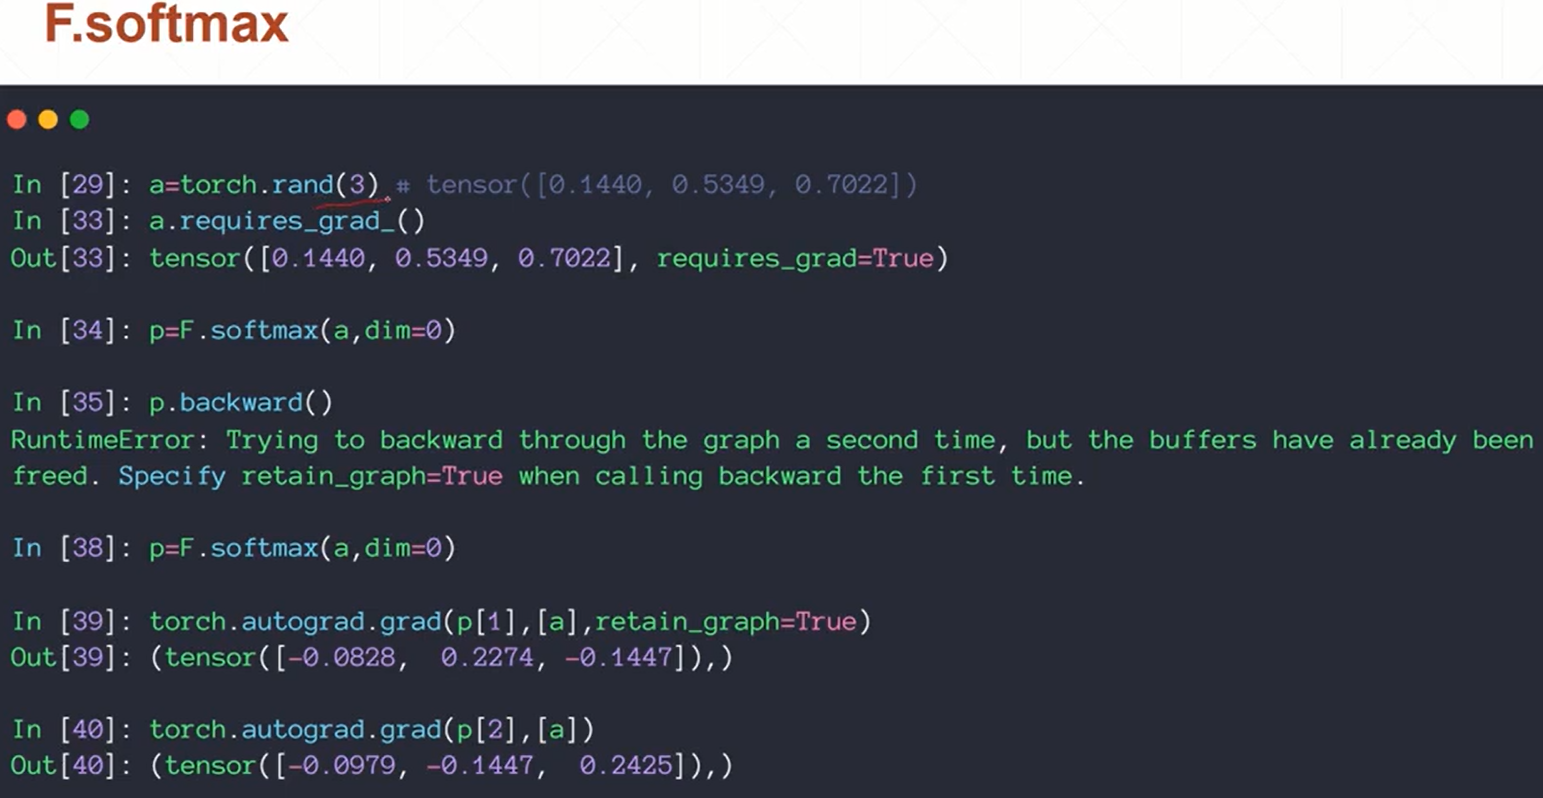 F.softmax
In [29]: a=torch.rand(3) # tensor([0.1440, 0.5349, 0.7022])
In [33]: a.requires_grad_()
Out[33]: tensor([0.1440, 0.5349, 0.7022], requires_grad=True)
In [34]: p=F.softmax(a,dim=0)
In [35]: p.backward()
RuntimeError: Trying to backward through the graph a second time, but the buffers have already been
freed. Specify retain_graph=True when calling backward the first time.
In [38]: p=F.softmax(a,dim=0)
In [39]: torch.autograd.grad(p[1],[a],retain_graph=True)
Out[39]: (tensor([-0.0828,  0.2274, -0.1447]),)
In [40]: torch.autograd.grad(p[2],[a])
Out[40]: (tensor([-0.0979, -0.1447,  0.2425]),)